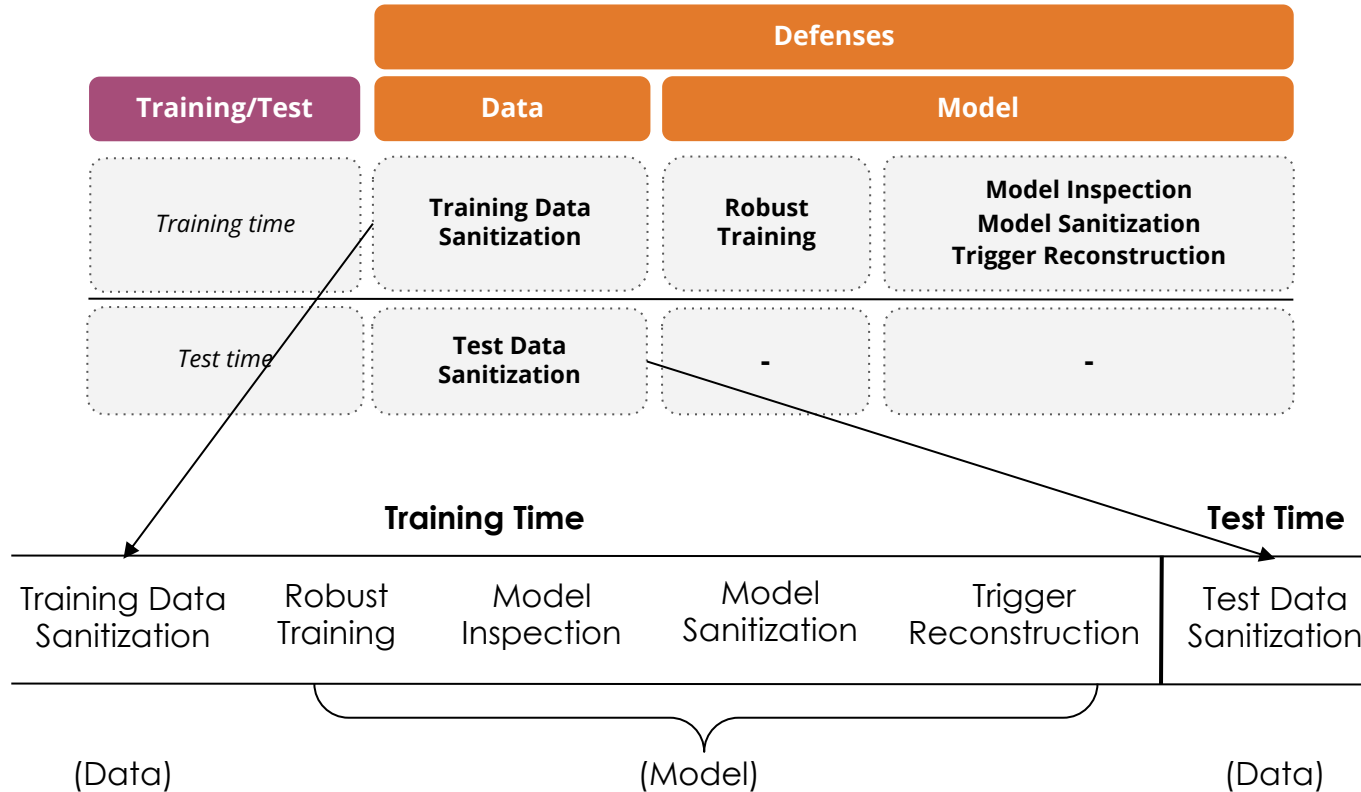 Defenses
Training/Test
Data
Model
Training time
Training Data
Sanitization
Robust
Training
Model Inspection
Model Sanitization
Trigger Reconstruction
Test time
Test Data
Sanitization
-
-
Training Time
Test Time
Training Data
Sanitization
Robust
Training
Model
Inspection
Model
Sanitization
Trigger
Reconstruction
Test Data
Sanitization
(Data)
(Model)
(Data)